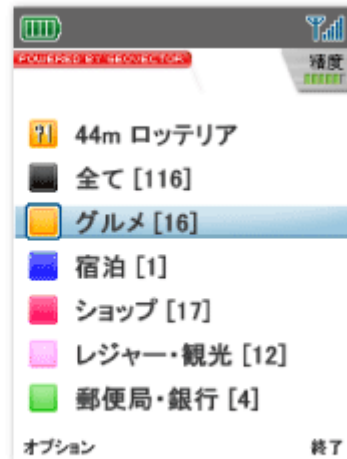 POWERED BY GEOVECTOR
精度
44m ロッテリア
全て [116]
グルメ [16]
宿泊 [1]
ショップ [17]
レジャー・観光 [12]
郵便局・銀行 [4]
オプション
終了